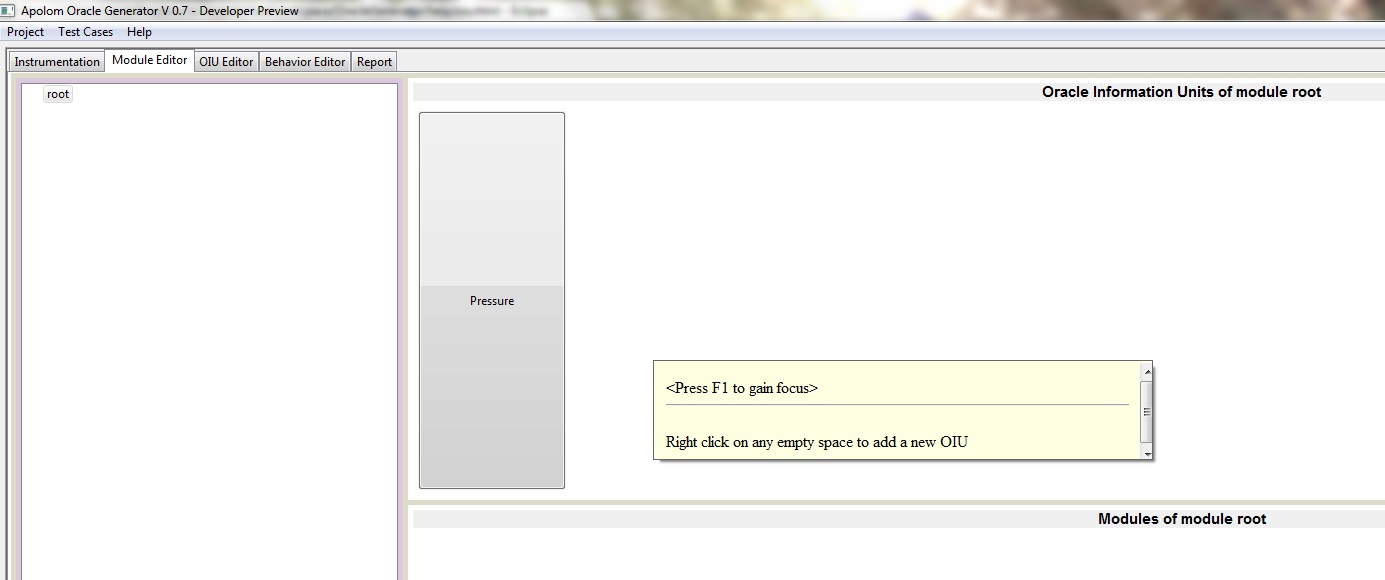 Apolom Oracle Generator V 0.7 - Developer Preview
Project Test Cases Help
Instrumentation Module Editor OIU Editor Behavior Editor Report
root
Oracle Information Units of module root
Pressure
<Press F1 to gain focus>
Right click on any empty space to add a new OIU
Modules of module root